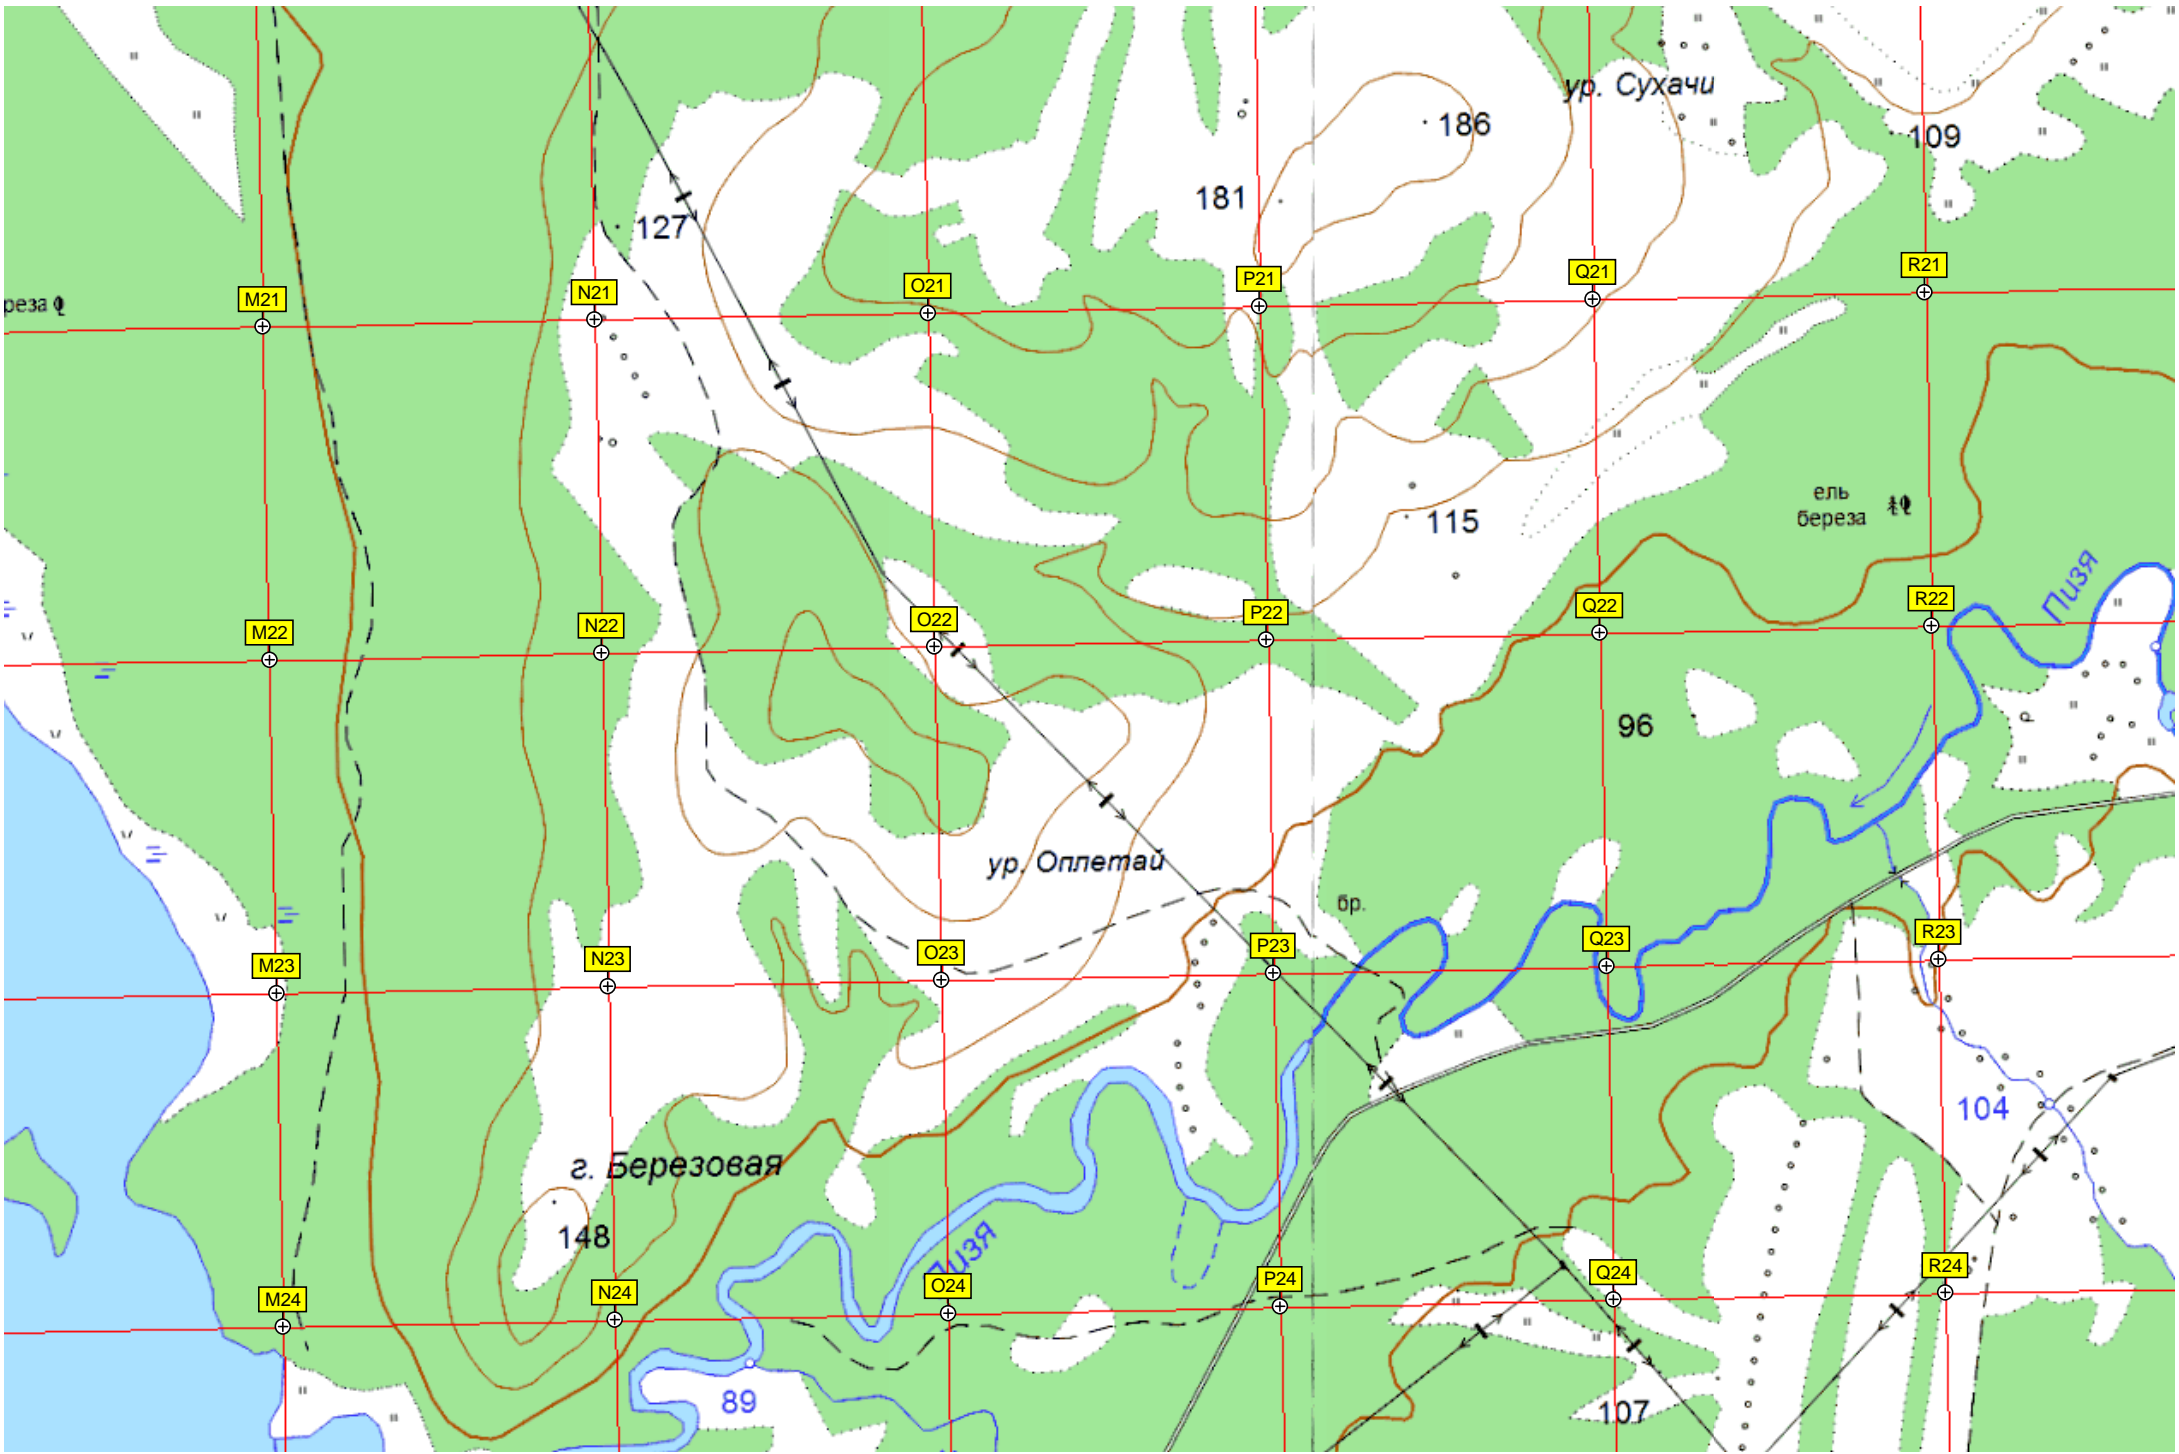 ур. Сухачи
186
109
181
127
M21
N21
O21
P21
Q21
R21
реза
ель
береза
115
Пизя
M22
N22
O22
P22
Q22
R22
96
ур. Оплетай
бр.
M23
N23
O23
P23
Q23
R23
104
г. Березовая
148
Пизя
M24
N24
O24
P24
Q24
R24
89
107